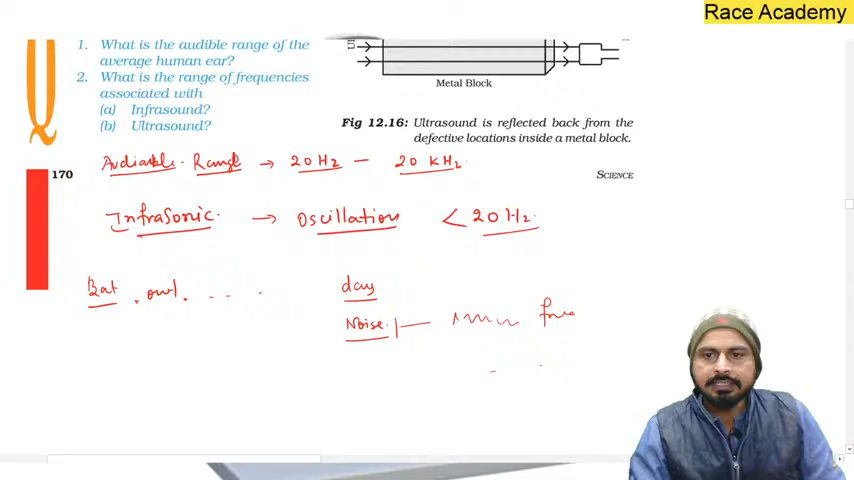 Race Academy
1. What is the audible range of the
average human ear?
2. What is the range of frequencies
associated with
(a) Infrasound?
(b) Ultrasound?
Metal Block
Fig 12.16: Ultrasound is reflected back from the
defective locations inside a metal block.
Audiable Range → 20 Hz - 20 KHz.
170
SCIENCE
Infrasonic. → Oscillation < 20 Hz.
Bat . owl. - - .
day
Noise.